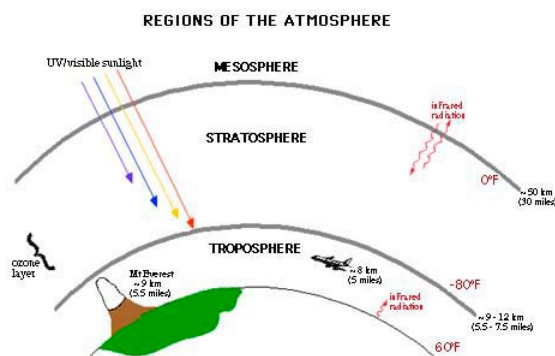 REGIONS OF THE ATMOSPHERE
UV/visible sunlight
MESOSPHERE
infrared
radiation
STRATOSPHERE
0°F
~50 km
(30 miles)
TROPOSPHERE
ozone
layer
Mt Everest
~ 9 km
(5.5 miles)
~ 8 km
(5 miles)
-80°F
infrared
radiation
~ 9 - 12 km
(5.5 - 7.5 miles)
60°F